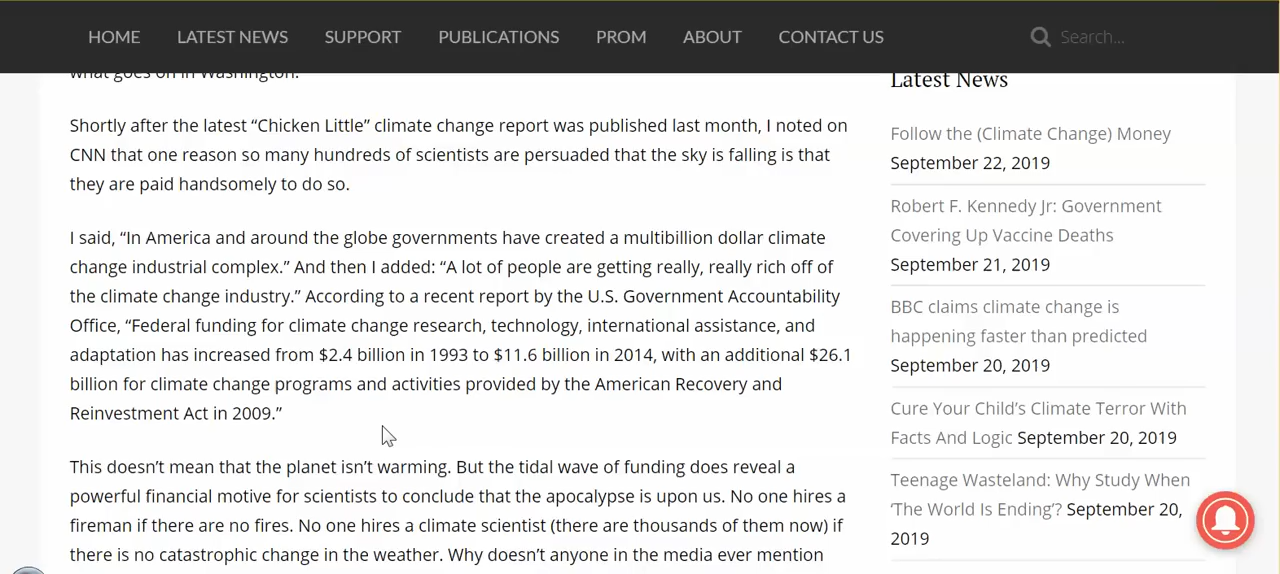 HOME LATEST NEWS SUPPORT PUBLICATIONS PROM ABOUT CONTACT US Search...
what goes on in Washington.
Shortly after the latest “Chicken Little” climate change report was published last month, I noted on
CNN that one reason so many hundreds of scientists are persuaded that the sky is falling is that
they are paid handsomely to do so.
I said, “In America and around the globe governments have created a multibillion dollar climate
change industrial complex.” And then I added: “A lot of people are getting really, really rich off of
the climate change industry.” According to a recent report by the U.S. Government Accountability
Office, “Federal funding for climate change research, technology, international assistance, and
adaptation has increased from $2.4 billion in 1993 to $11.6 billion in 2014, with an additional $26.1
billion for climate change programs and activities provided by the American Recovery and
Reinvestment Act in 2009.”
This doesn’t mean that the planet isn’t warming. But the tidal wave of funding does reveal a
powerful financial motive for scientists to conclude that the apocalypse is upon us. No one hires a
fireman if there are no fires. No one hires a climate scientist (there are thousands of them now) if
there is no catastrophic change in the weather. Why doesn’t anyone in the media ever mention
Latest News
Follow the (Climate Change) Money
September 22, 2019
Robert F. Kennedy Jr: Government
Covering Up Vaccine Deaths
September 21, 2019
BBC claims climate change is
happening faster than predicted
September 20, 2019
Cure Your Child’s Climate Terror With
Facts And Logic September 20, 2019
Teenage Wasteland: Why Study When
‘The World Is Ending’? September 20,
2019